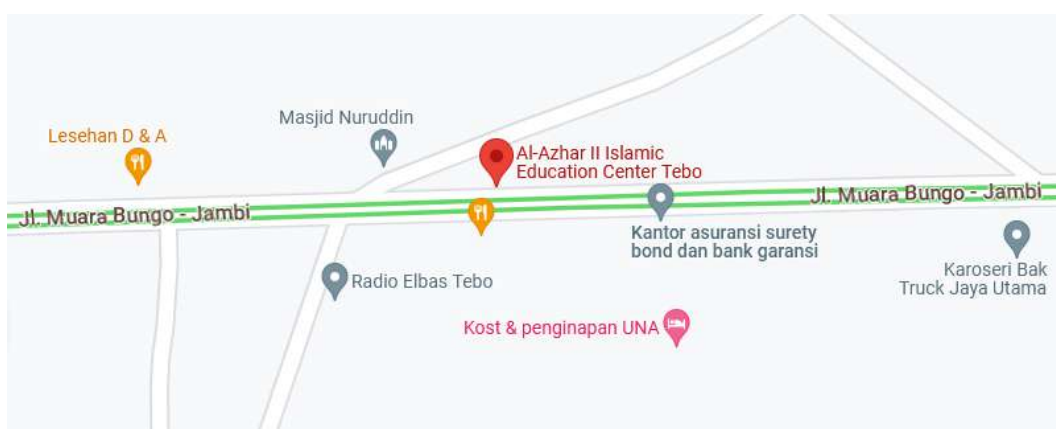 Masjid Nuruddin
Lesehan D & A
Al-Azhar II Islamic
Education Center Tebo
Jl. Muara Bungo - Jambi
Jl. Muara Bungo - Jambi
Kantor asuransi surety
bond dan bank garansi
Radio Elbas Tebo
Karoseri Bak
Truck Jaya Utama
Kost & penginapan UNA